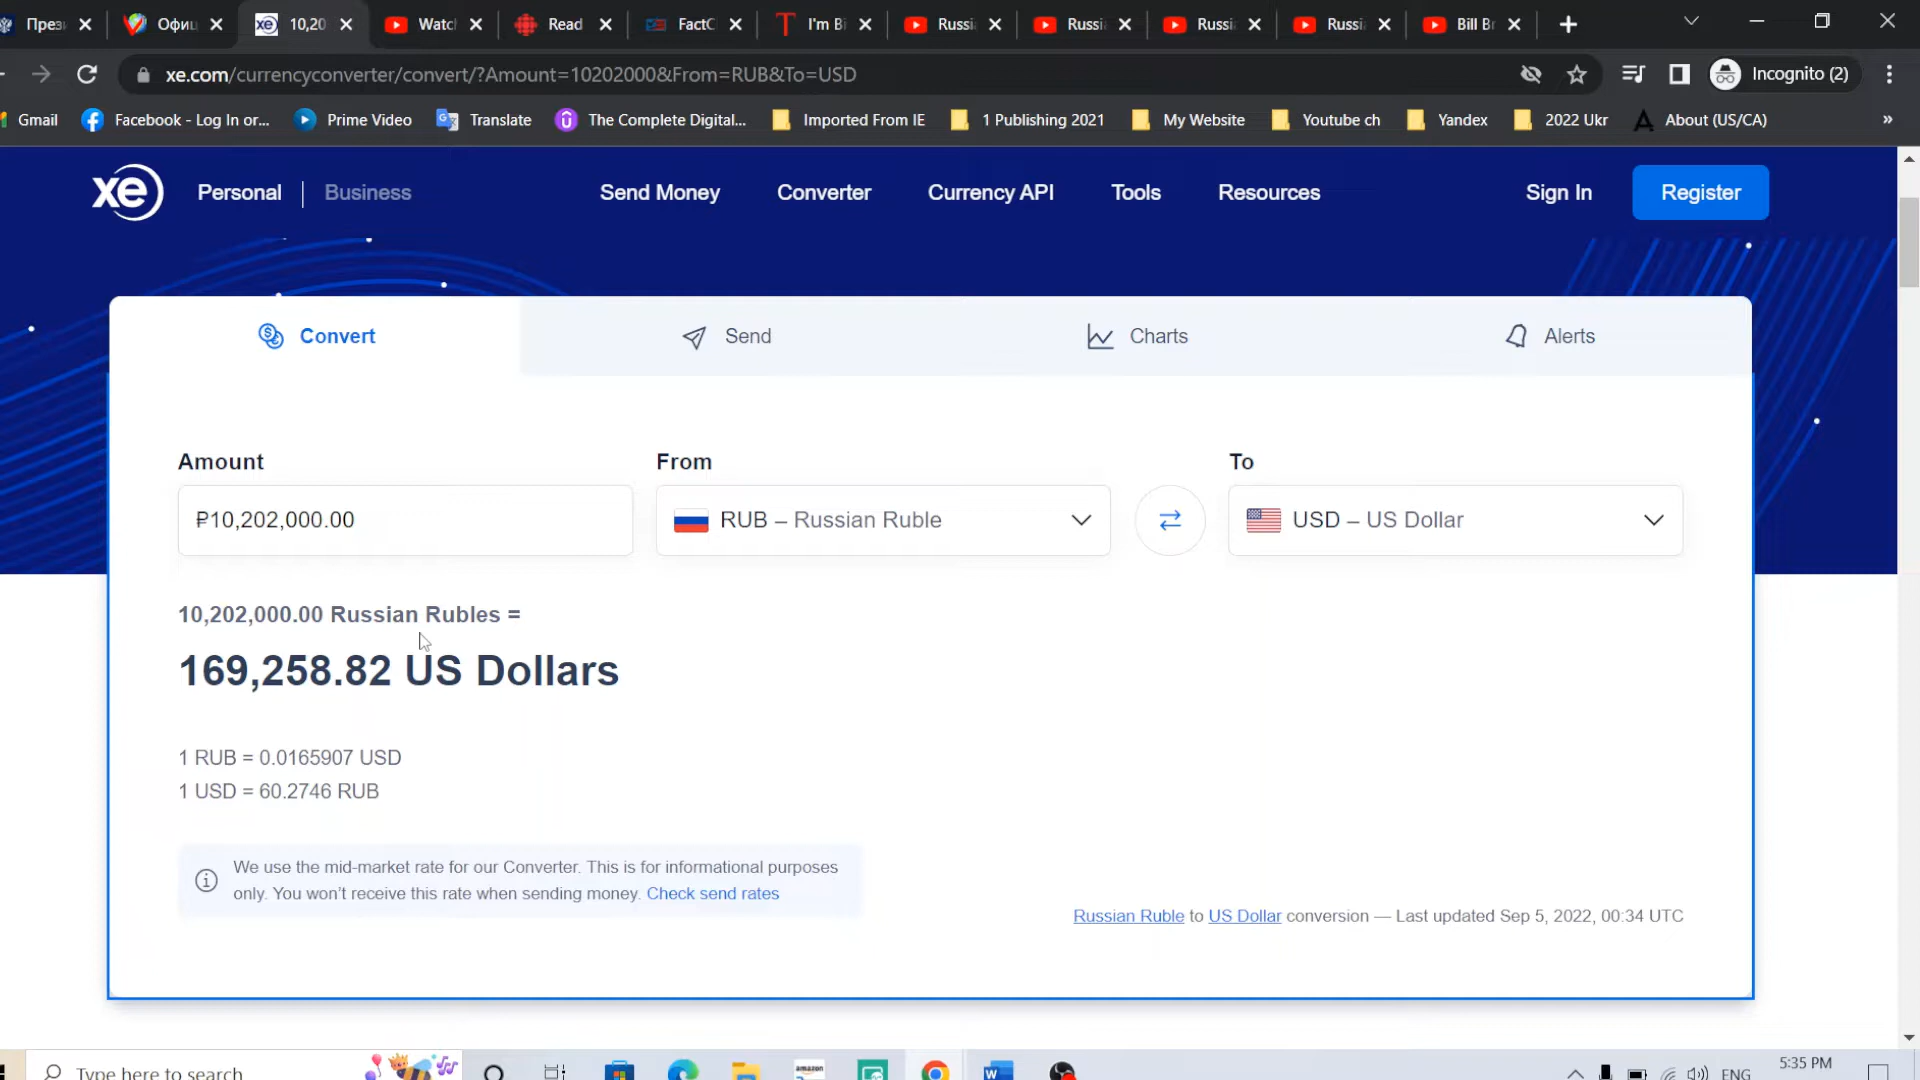 Прези
Офиц
xe
10,20
Watc
Read
FactC
I'm Bi
Russi
Russi
Russi
Russi
Bill Br
xe.com/currencyconverter/convert/?Amount=10202000&From=RUB&To=USD
Incognito (2)
Gmail
Facebook - Log In or...
Prime Video
Translate
The Complete Digital...
Imported From IE
1 Publishing 2021
My Website
Youtube ch
Yandex
2022 Ukr
About (US/CA)
»
xe
Personal
Business
Send Money
Converter
Currency API
Tools
Resources
Sign In
Register
Convert
Send
Charts
Alerts
Amount
From
To
₽10,202,000.00
RUB – Russian Ruble
USD – US Dollar
10,202,000.00 Russian Rubles =
169,258.82 US Dollars
1 RUB = 0.0165907 USD
1 USD = 60.2746 RUB
We use the mid-market rate for our Converter. This is for informational purposes
only. You won't receive this rate when sending money. Check send rates
Russian Ruble to US Dollar conversion — Last updated Sep 5, 2022, 00:34 UTC
Type here to search
amazon
W
ENG
5:35 PM